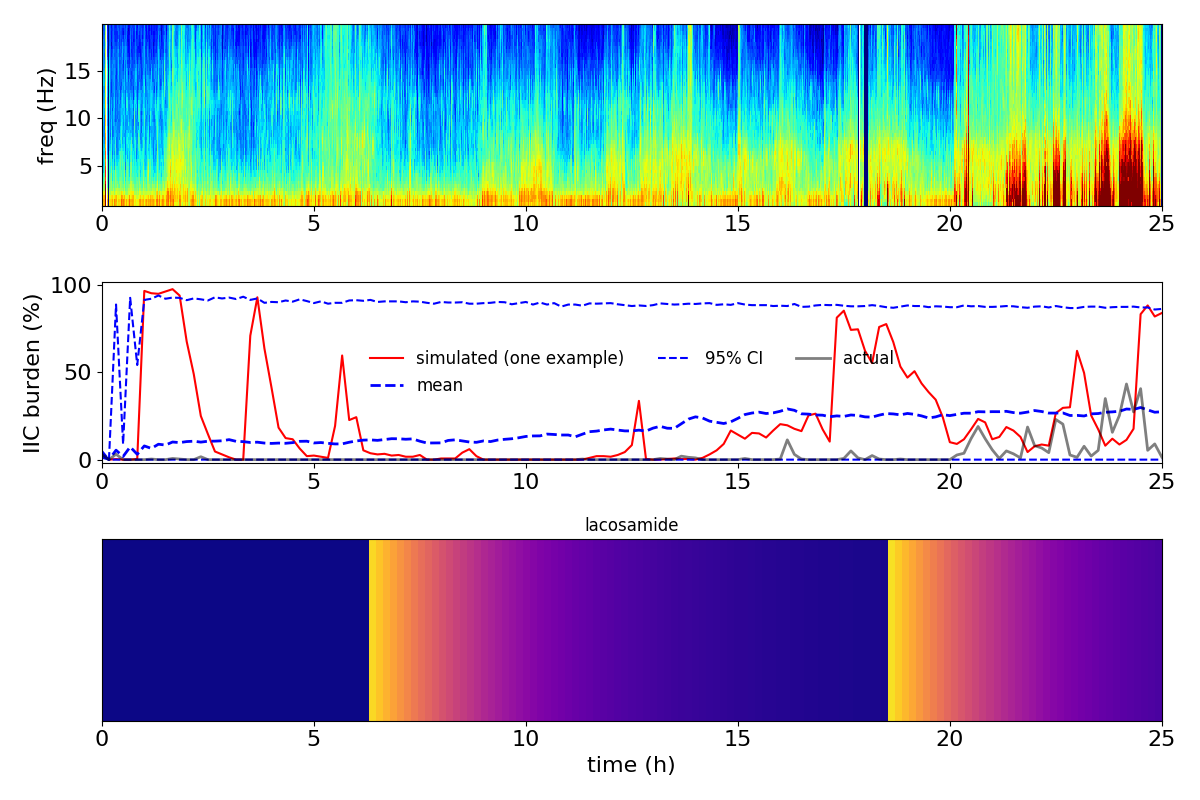 freq (Hz)
15
10
5
0 5 10 15 20 25
IIC burden (%)
100
50
0
simulated (one example) 95% CI actual
mean
0 5 10 15 20 25
lacosamide
0 5 10 15 20 25
time (h)